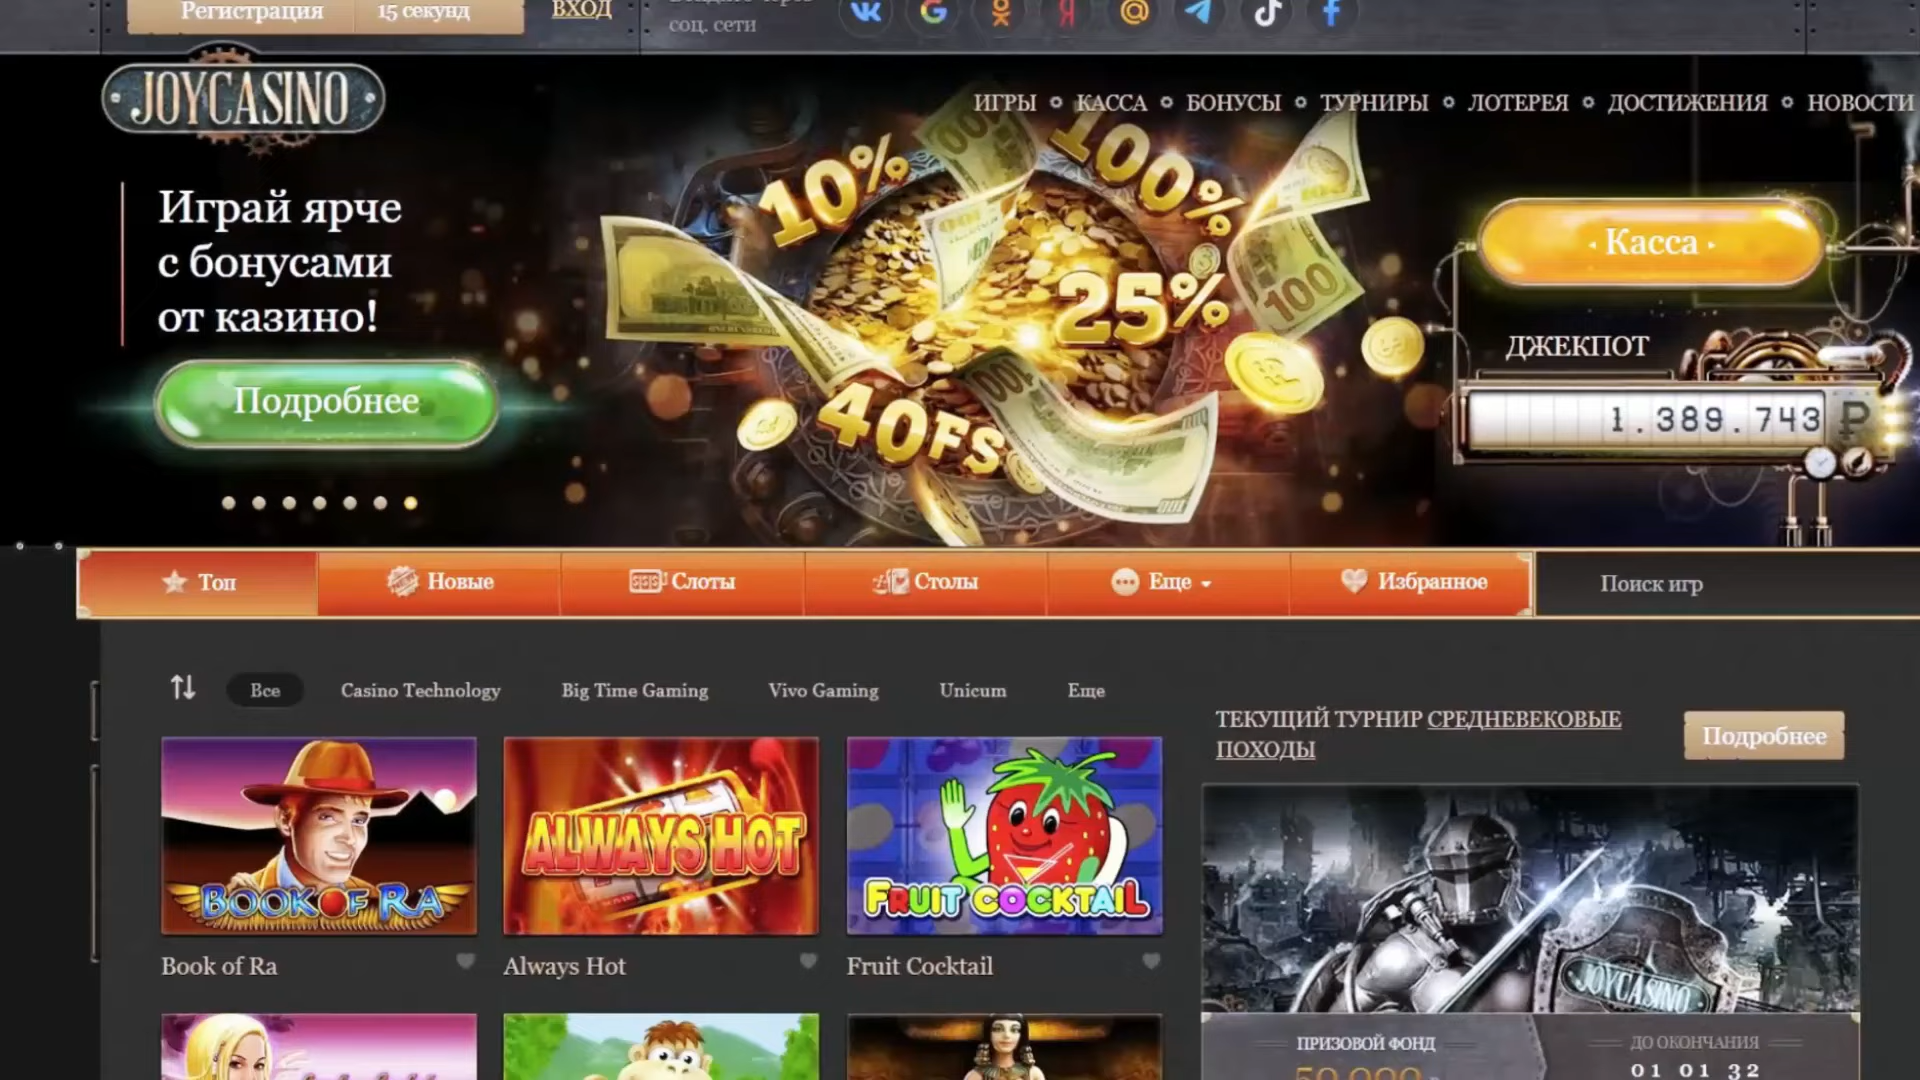 Регистрация
15 секунд
ВХОД
соц. сети
JOYCASINO
ИГРЫ
КАССА
БОНУСЫ
ТУРНИРЫ
ЛОТЕРЕЯ
ДОСТИЖЕНИЯ
НОВОСТИ
Играй ярче
с бонусами
от казино!
Подробнее
10%
100%
25%
40FS
100
Касса
ДЖЕКПОТ
1.389.743 ₽
Топ
Новые
Слоты
Столы
Еще
Избранное
Поиск игр
Все
Casino Technology
Big Time Gaming
Vivo Gaming
Unicum
Еще
ТЕКУЩИЙ ТУРНИР СРЕДНЕВЕКОВЫЕ
ПОХОДЫ
Подробнее
BOOK OF RA
ALWAYS HOT
FRUIT COCKTAIL
Book of Ra
Always Hot
Fruit Cocktail
JOYCASINO
ПРИЗОВОЙ ФОНД
ДО ОКОНЧАНИЯ
01 01 32